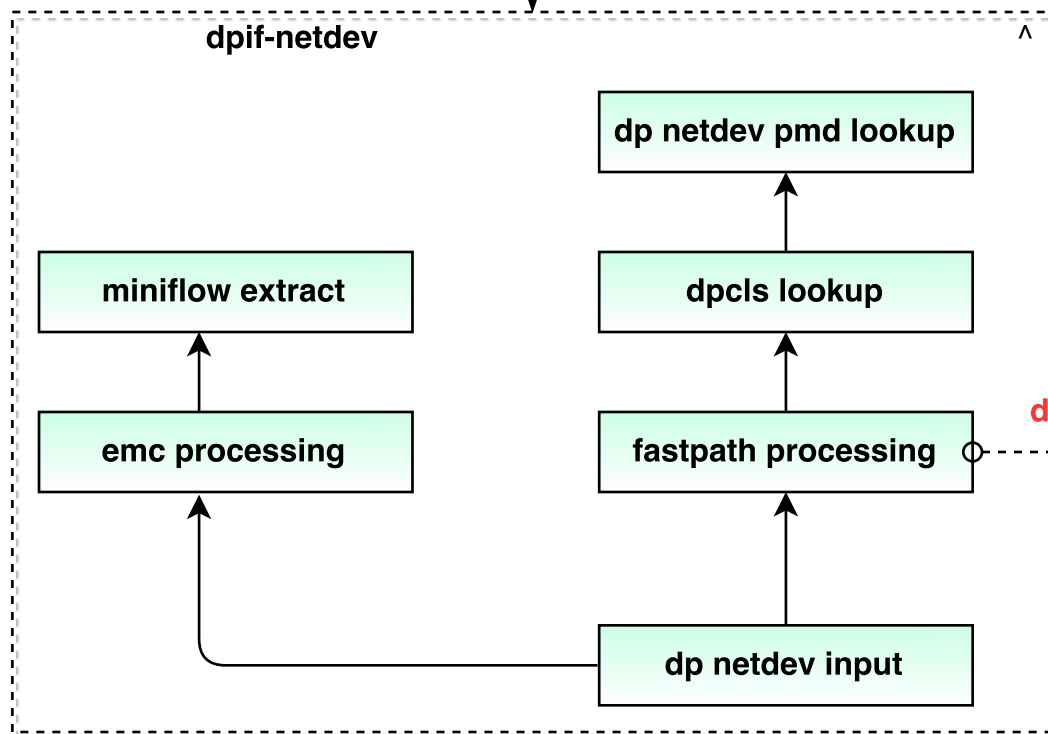 dpif-netdev
^
dp netdev pmd lookup
miniflow extract
dpcls lookup
d
emc processing
fastpath processing
dp netdev input